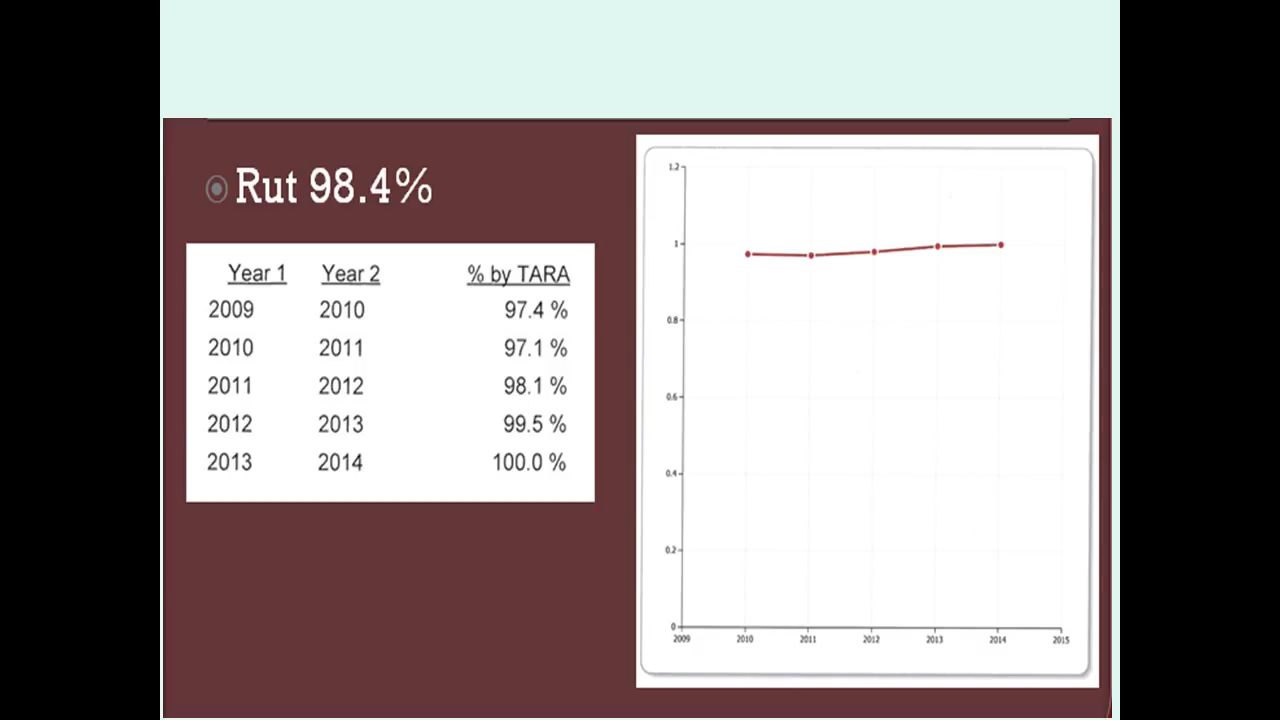 Rut 98.4%
Year 1 Year 2 % by TARA
2009 2010 97.4 %
2010 2011 97.1 %
2011 2012 98.1 %
2012 2013 99.5 %
2013 2014 100.0 %
1.2
1
0.8
0.6
0.4
0.2
0
2009 2010 2011 2012 2013 2014 2015